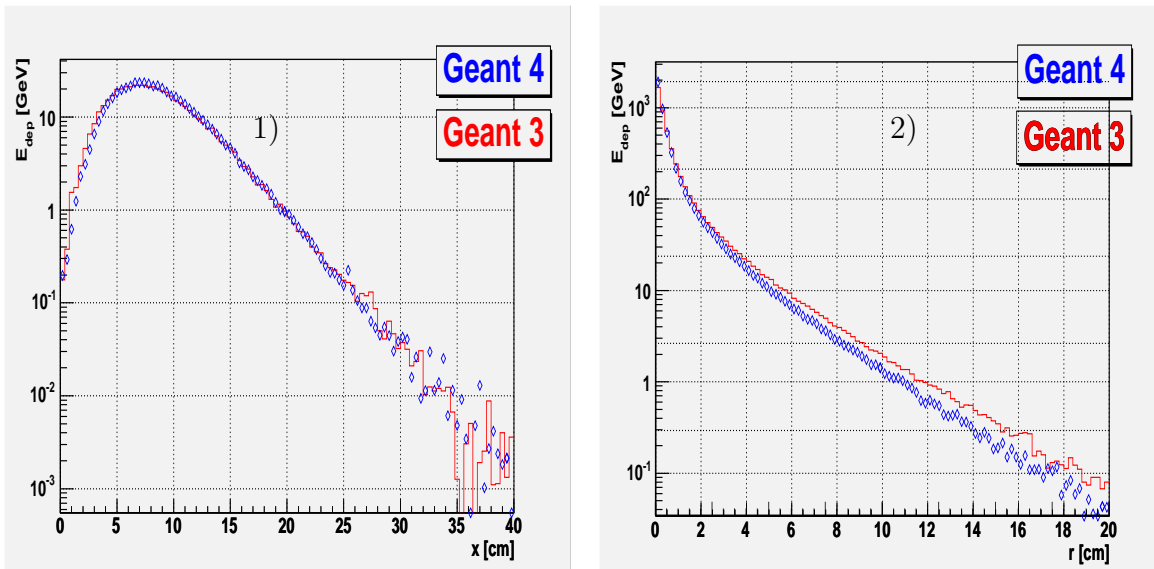 E_dep [GeV]
Geant 4
Geant 3
1)
10
1
10^-1
10^-2
10^-3
0 5 10 15 20 25 30 35 40
x [cm]
E_dep [GeV]
Geant 4
Geant 3
2)
10^3
10^2
10
1
10^-1
0 2 4 6 8 10 12 14 16 18 20
r [cm]